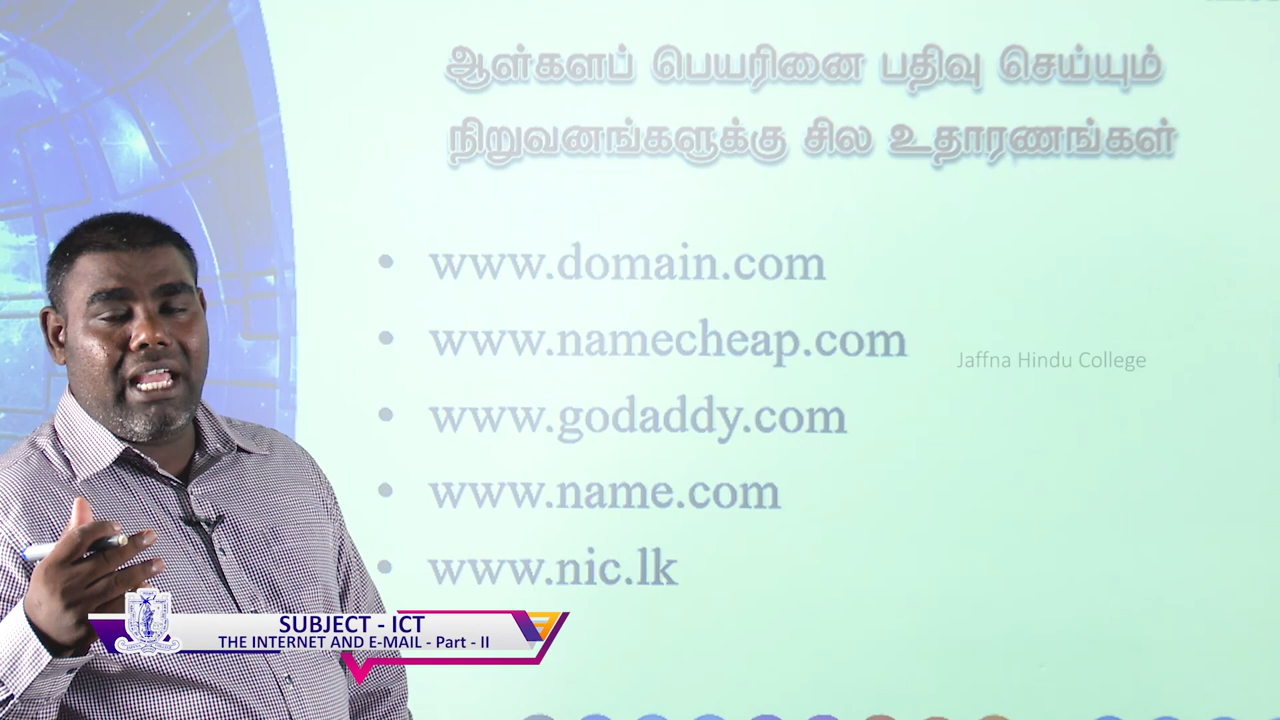 ஆள்களப் பெயரினை பதிவு செய்யும்
நிறுவனங்களுக்கு சில உதாரணங்கள்
• www.domain.com
• www.namecheap.com
Jaffna Hindu College
• www.godaddy.com
• www.name.com
• www.nic.lk
SUBJECT - ICT
THE INTERNET AND E-MAIL - Part - II